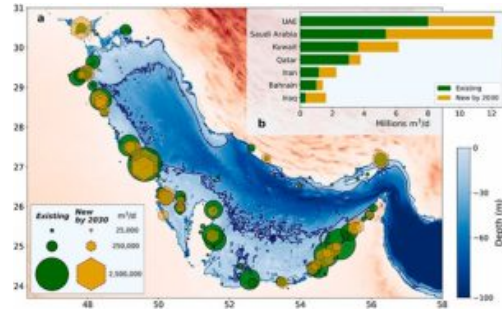 a
UAE
Saudi Arabia
Kuwait
Qatar
Iran
Bahrain
Iraq
Existing
New by 2030
0 2 4 6 8 10 12
Millions m³/d
b
31
30
29
28
27
26
25
24
48 50 52 54 56 58
Existing New by 2030 m³/d
25,000
250,000
2,500,000
0
−30
−60
−100
Depth (m)